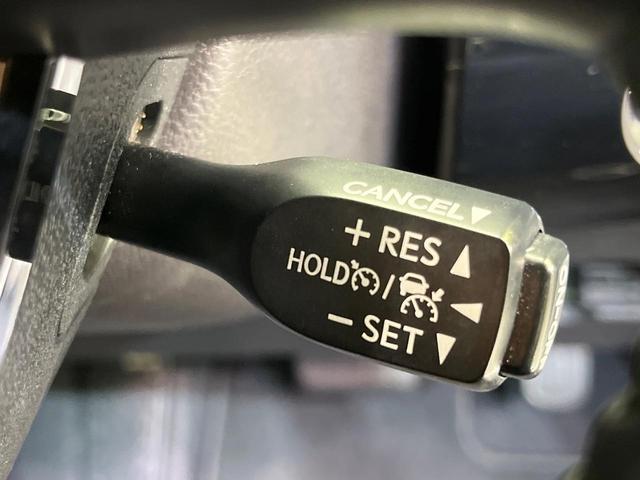 CANCEL▼
+ RES ▲
HOLD /
− SET ▼